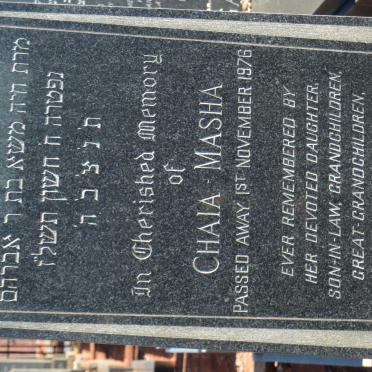 מרת חיה משא בת ר אברהם
נפטרה ח חשון תשל"ז
ת נ צ ב ה
In Cherished Memory
of
CHAIA MASHA
PASSED AWAY 1ST NOVEMBER 1976
EVER REMEMBERED BY
HER DEVOTED DAUGHTER,
SON-IN-LAW, GRANDCHILDREN,
GREAT-GRANDCHILDREN.